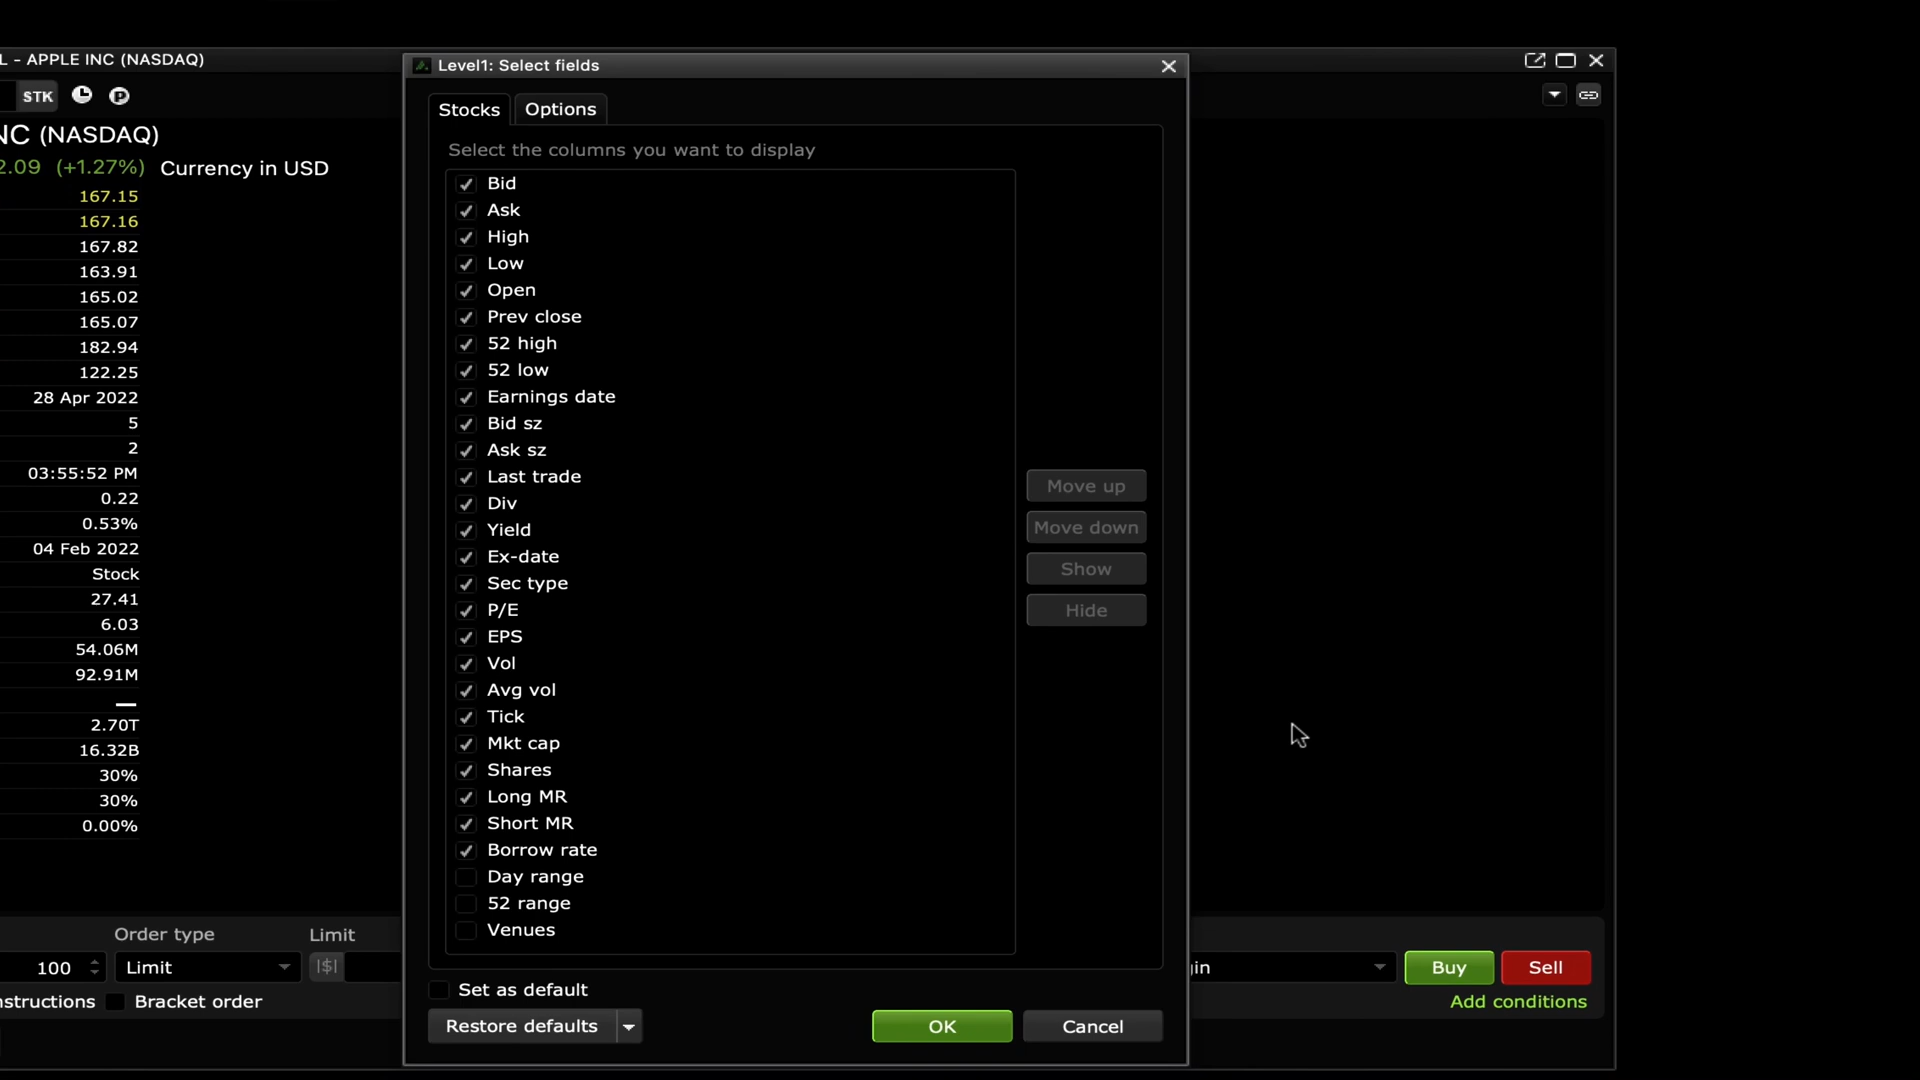 L - APPLE INC (NASDAQ)
STK
NC (NASDAQ)
2.09 (+1.27%) Currency in USD
167.15
167.16
167.82
163.91
165.02
165.07
182.94
122.25
28 Apr 2022
5
2
03:55:52 PM
0.22
0.53%
04 Feb 2022
Stock
27.41
6.03
54.06M
92.91M
—
2.70T
16.32B
30%
30%
0.00%
Order type
Limit
100
Limit
|$|
nstructions
Bracket order
Level1: Select fields
Stocks
Options
Select the columns you want to display
Bid
Ask
High
Low
Open
Prev close
52 high
52 low
Earnings date
Bid sz
Ask sz
Last trade
Div
Yield
Ex-date
Sec type
P/E
EPS
Vol
Avg vol
Tick
Mkt cap
Shares
Long MR
Short MR
Borrow rate
Day range
52 range
Venues
Move up
Move down
Show
Hide
Set as default
Restore defaults
OK
Cancel
gin
Buy
Sell
Add conditions